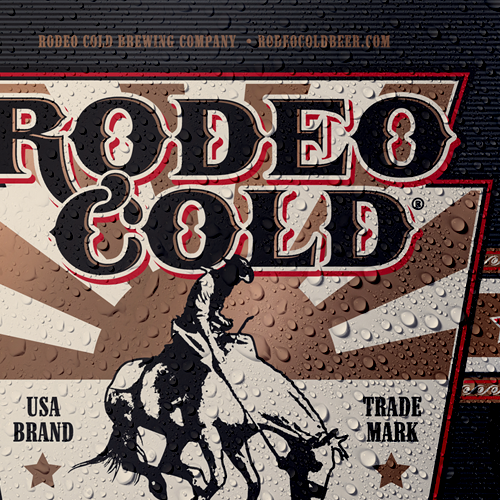 RODEO COLD BREWING COMPANY • RODEOCOLDBEER.COM
RODEO
COLD®
USA TRADE
BRAND MARK